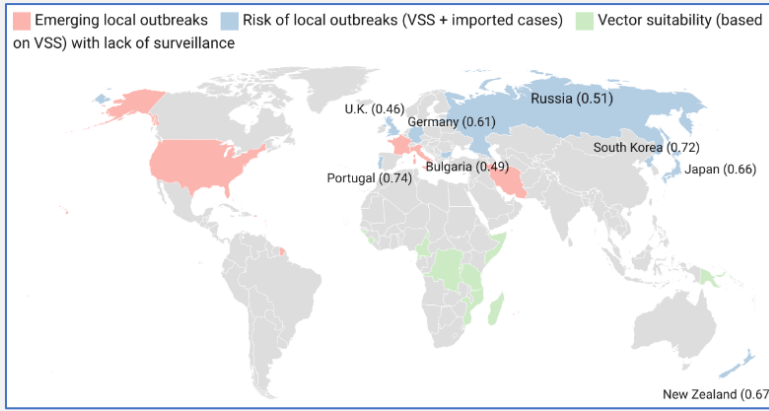 Emerging local outbreaks Risk of local outbreaks (VSS + imported cases) Vector suitability (based
on VSS) with lack of surveillance
U.K. (0.46)
Russia (0.51)
Germany (0.61)
South Korea (0.72)
Bulgaria (0.49)
Japan (0.66)
Portugal (0.74)
New Zealand (0.67